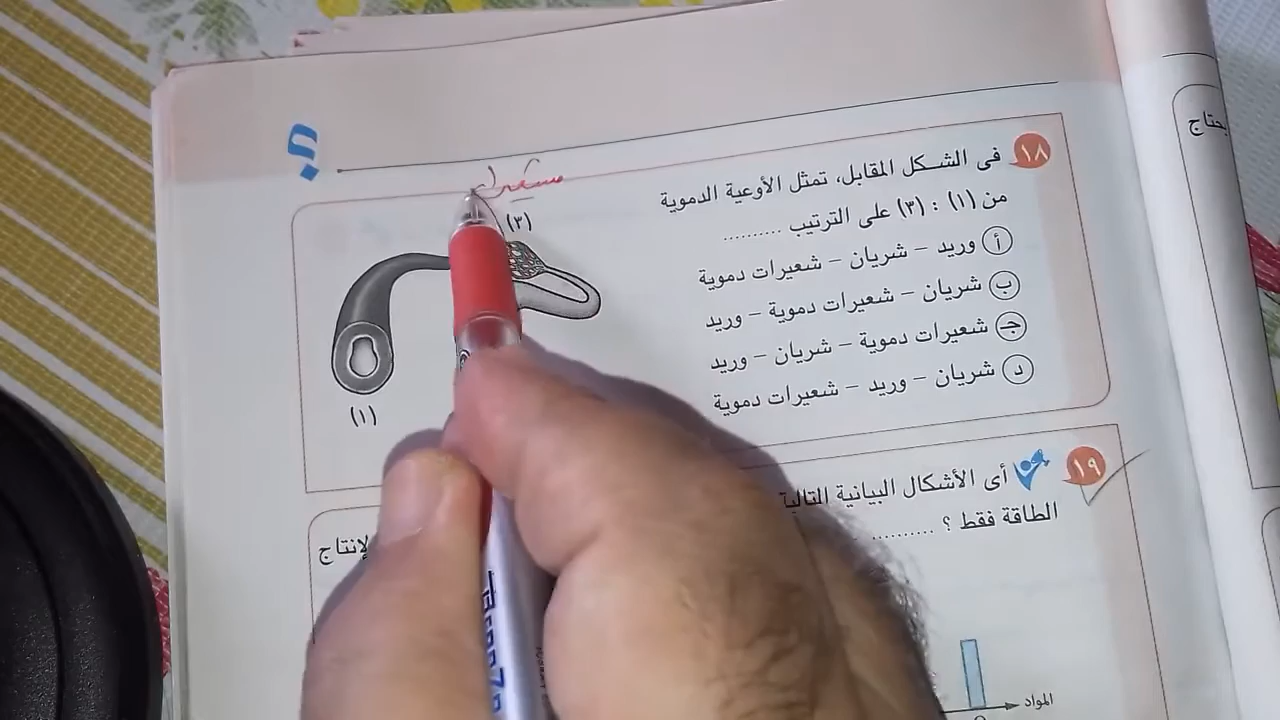 ١٨ فى الشكل المقابل، تمثل الأوعية الدموية
من (١) : (٣) على الترتيب ..........
أ وريد – شريان – شعيرات دموية
ب شريان – شعيرات دموية – وريد
جـ شعيرات دموية – شريان – وريد
د شريان – وريد – شعيرات دموية
(٣)
(١)
١٩ أى الأشكال البيانية التالية
الطاقة فقط ؟ ..........
لإنتاج
المواد
يحتاج